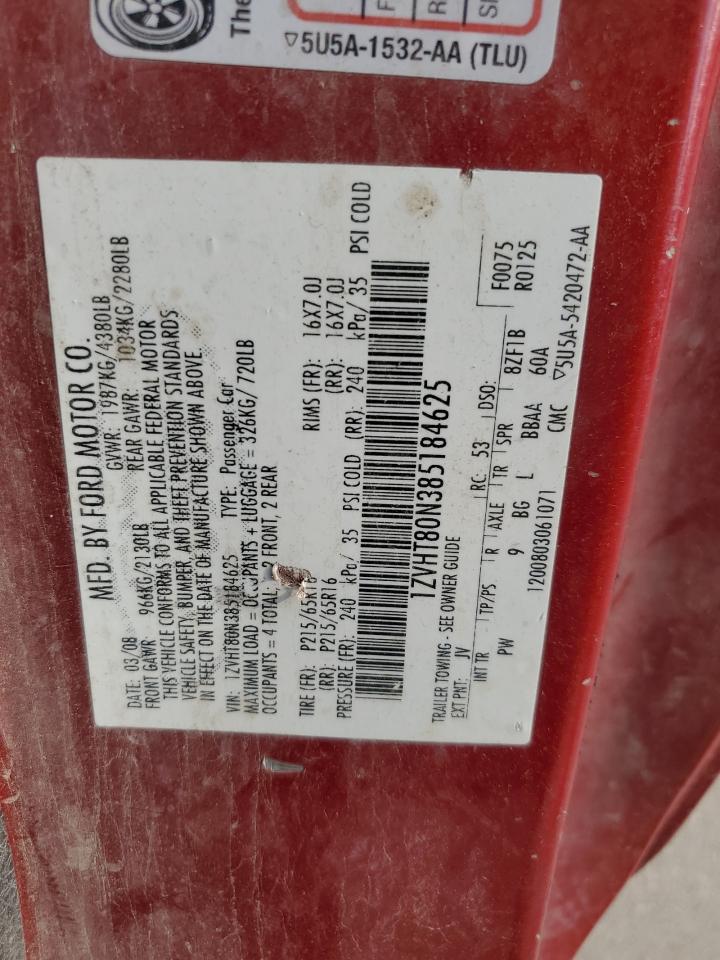 The
F
R
▽5U5A-1532-AA (TLU)
MFD. BY FORD MOTOR CO.
DATE: 03/08 GVWR: 1987KG/4380LB
FRONT GAWR: 966KG/2130LB REAR GAWR: 1034KG/2280LB
THIS VEHICLE CONFORMS TO ALL APPLICABLE FEDERAL MOTOR
VEHICLE SAFETY, BUMPER, AND THEFT PREVENTION STANDARDS
IN EFFECT ON THE DATE OF MANUFACTURE SHOWN ABOVE.
VIN: 1ZVHT80N385184625 TYPE: Passenger Car
MAXIMUM LOAD = OCCUPANTS + LUGGAGE = 326KG/ 720LB
OCCUPANTS = 4 TOTAL: 2 FRONT, 2 REAR
TIRE (FR): P215/65R16 RIMS (FR): 16X7.0J
(RR): P215/65R16 (RR): 16X7.0J
PRESSURE (FR): 240 kPa/ 35 PSI COLD (RR): 240 kPa/ 35 PSI COLD
1ZVHT80N385184625
TRAILER TOWING - SEE OWNER GUIDE
EXT PNT: JV RC: 53 DSO: F0075
R0125
INT TR TP/PS R AXLE TR SPR 8ZF1B
PW 9 BG L BBAA 60A
1200803061071 CMC ▽5U5A-5420472-AA